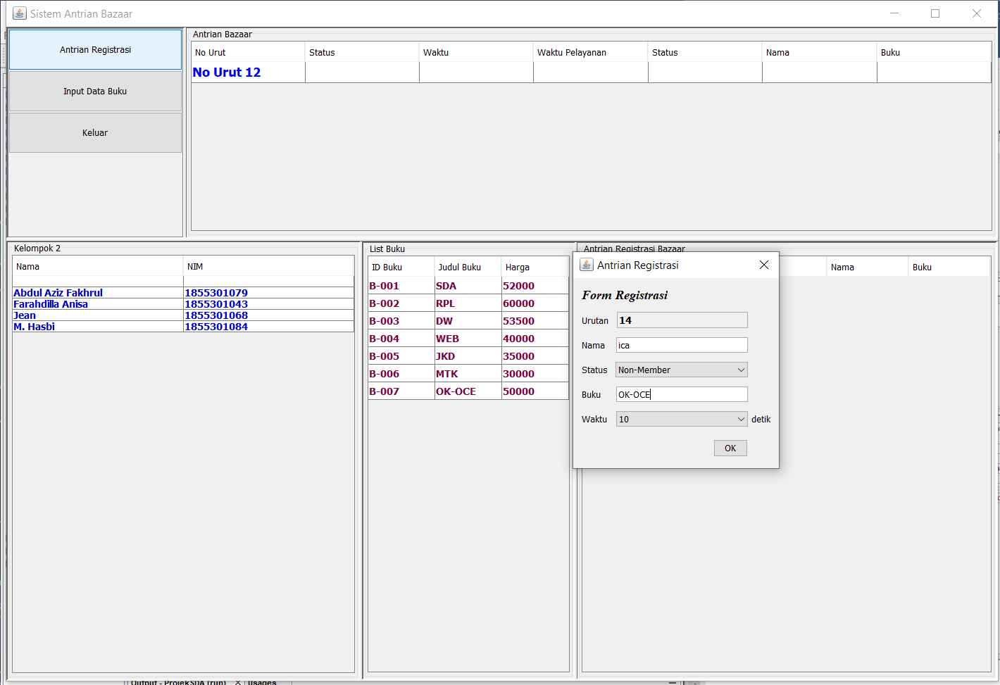 Sistem Antrian Bazaar
Antrian Registrasi
Input Data Buku
Keluar
Antrian Bazaar
No Urut Status Waktu Waktu Pelayanan Status Nama Buku
No Urut 12
Kelompok 2
Nama NIM
Abdul Aziz Fakhrul 1855301079
Farahdilla Anisa 1855301043
Jean 1855301068
M. Hasbi 1855301084
List Buku
ID Buku Judul Buku Harga
B-001 SDA 52000
B-002 RPL 60000
B-003 DW 53500
B-004 WEB 40000
B-005 JKD 35000
B-006 MTK 30000
B-007 OK-OCE 50000
Antrian Registrasi Bazaar
Nama Buku
Antrian Registrasi
Form Registrasi
Urutan 14
Nama ica
Status Non-Member
Buku OK-OCE
Waktu 10 detik
OK
Output - ProjekSDA (run) Usages